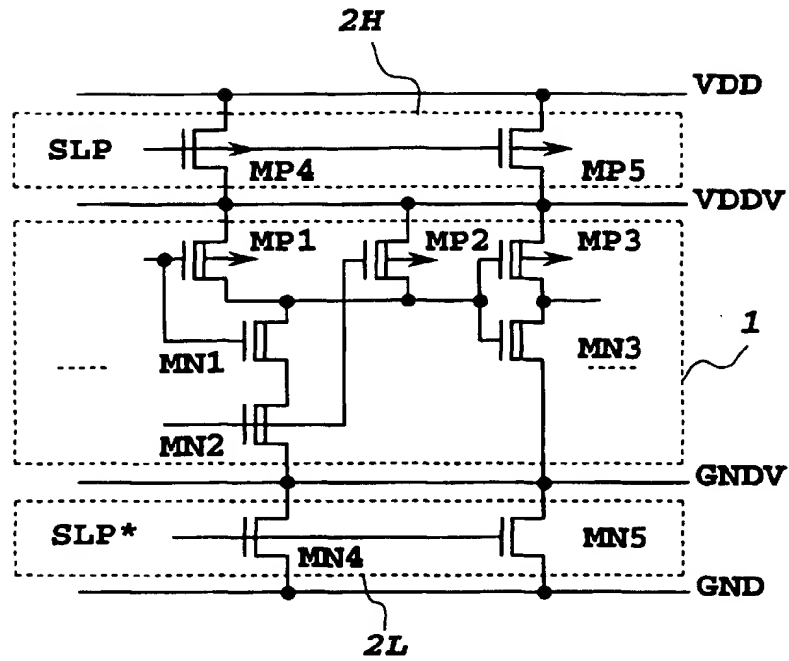 2H
VDD
SLP
MP4
MP5
VDDV
MP1
MP2
MP3
1
MN1
MN3
MN2
GNDV
SLP*
MN4
MN5
GND
2L